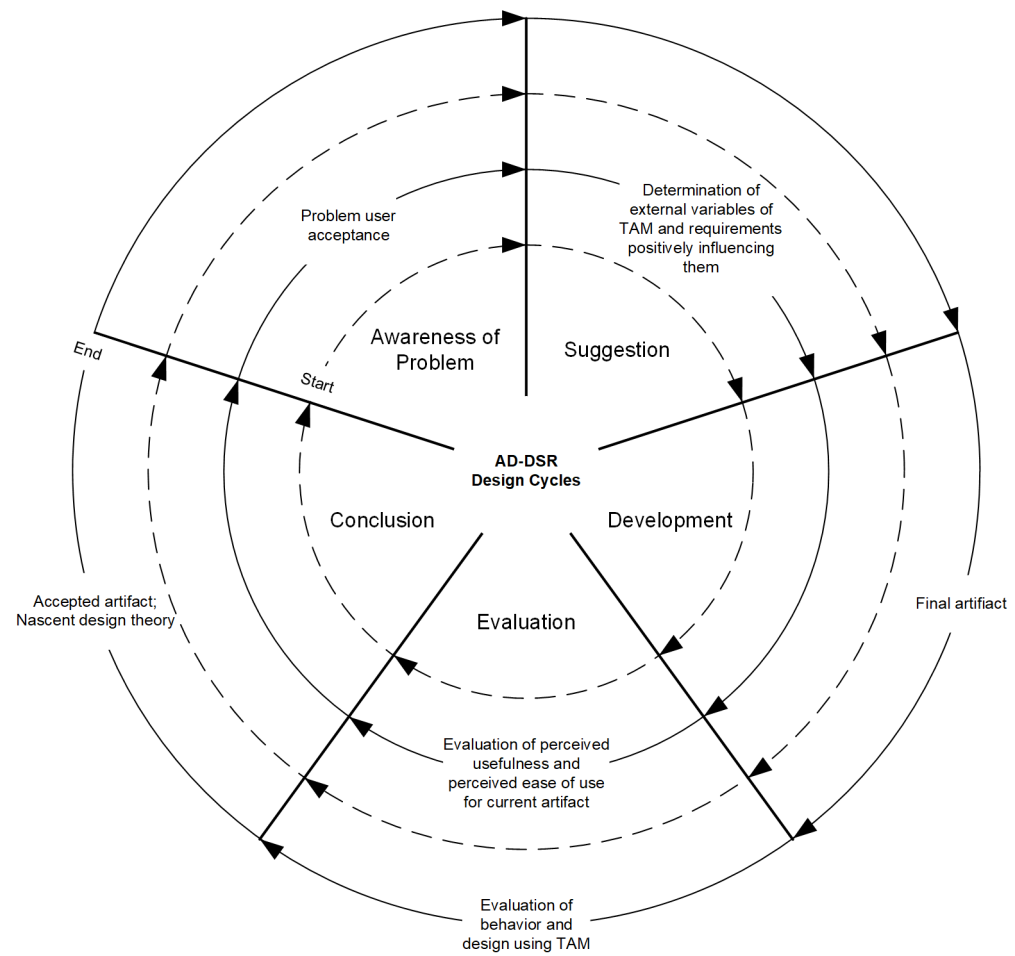 Problem user
acceptance
Determination of
external variables of
TAM and requirements
positively influencing
them
Awareness of
Problem
Suggestion
End
Start
AD-DSR
Design Cycles
Conclusion
Development
Accepted artifact;
Nascent design theory
Final artifiact
Evaluation
Evaluation of perceived
usefulness and
perceived ease of use
for current artifact
Evaluation of
behavior and
design using TAM